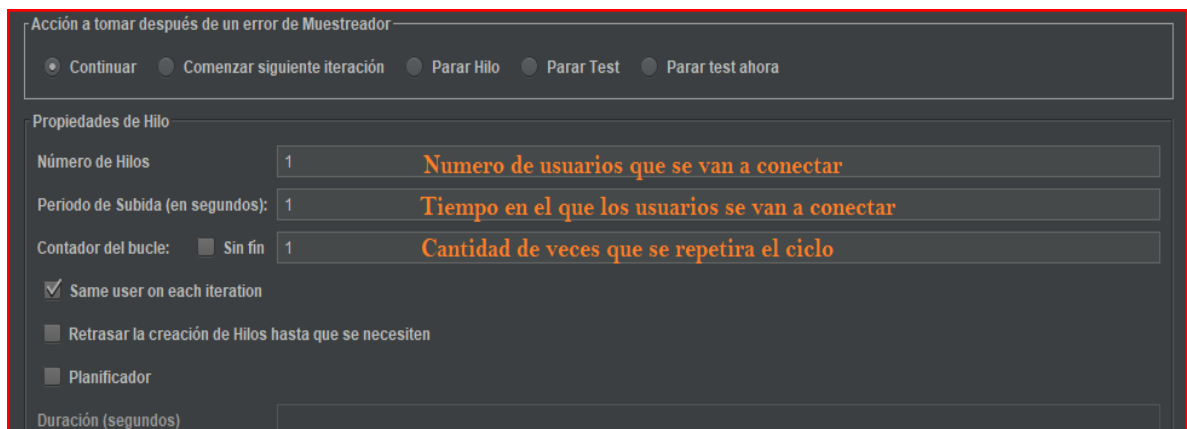 Acción a tomar después de un error de Muestreador
Continuar Comenzar siguiente iteración Parar Hilo Parar Test Parar test ahora
Propiedades de Hilo
Número de Hilos 1 Numero de usuarios que se van a conectar
Periodo de Subida (en segundos): 1 Tiempo en el que los usuarios se van a conectar
Contador del bucle: Sin fin 1 Cantidad de veces que se repetira el ciclo
Same user on each iteration
Retrasar la creación de Hilos hasta que se necesiten
Planificador
Duración (segundos)